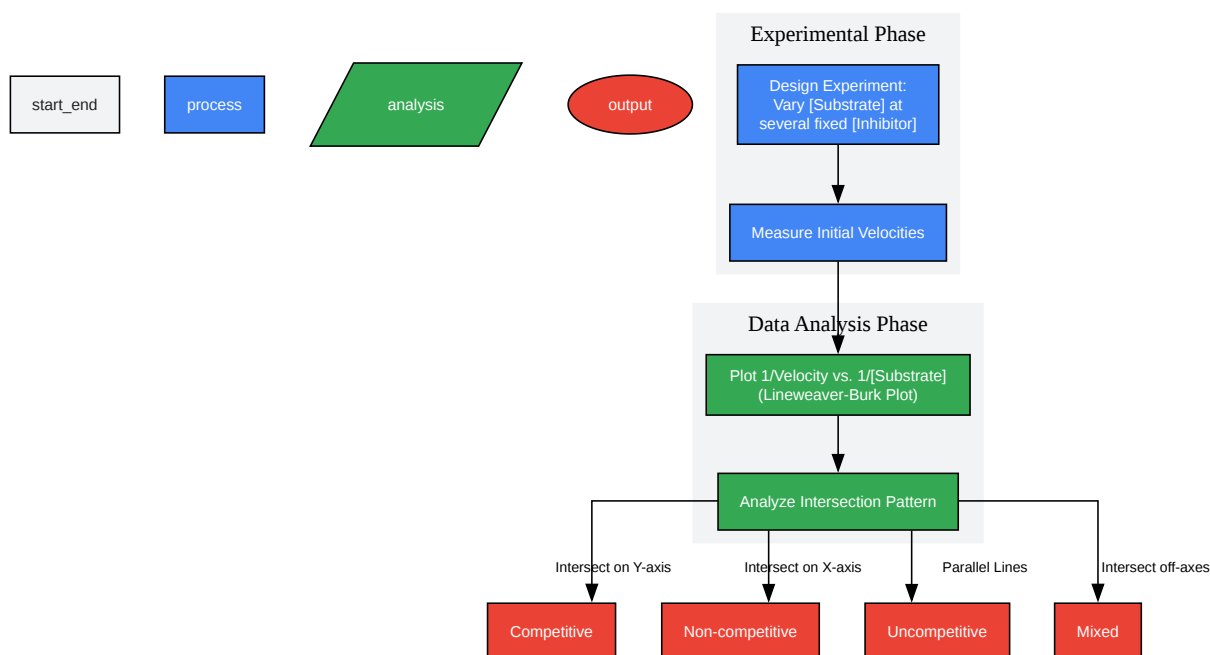 start_end
process
analysis
output
Experimental Phase
Design Experiment:
Vary [Substrate] at
several fixed [Inhibitor]
Measure Initial Velocities
Data Analysis Phase
Plot 1/Velocity vs. 1/[Substrate]
(Lineweaver-Burk Plot)
Analyze Intersection Pattern
Intersect on Y-axis
Intersect on X-axis
Parallel Lines
Intersect off-axes
Competitive
Non-competitive
Uncompetitive
Mixed